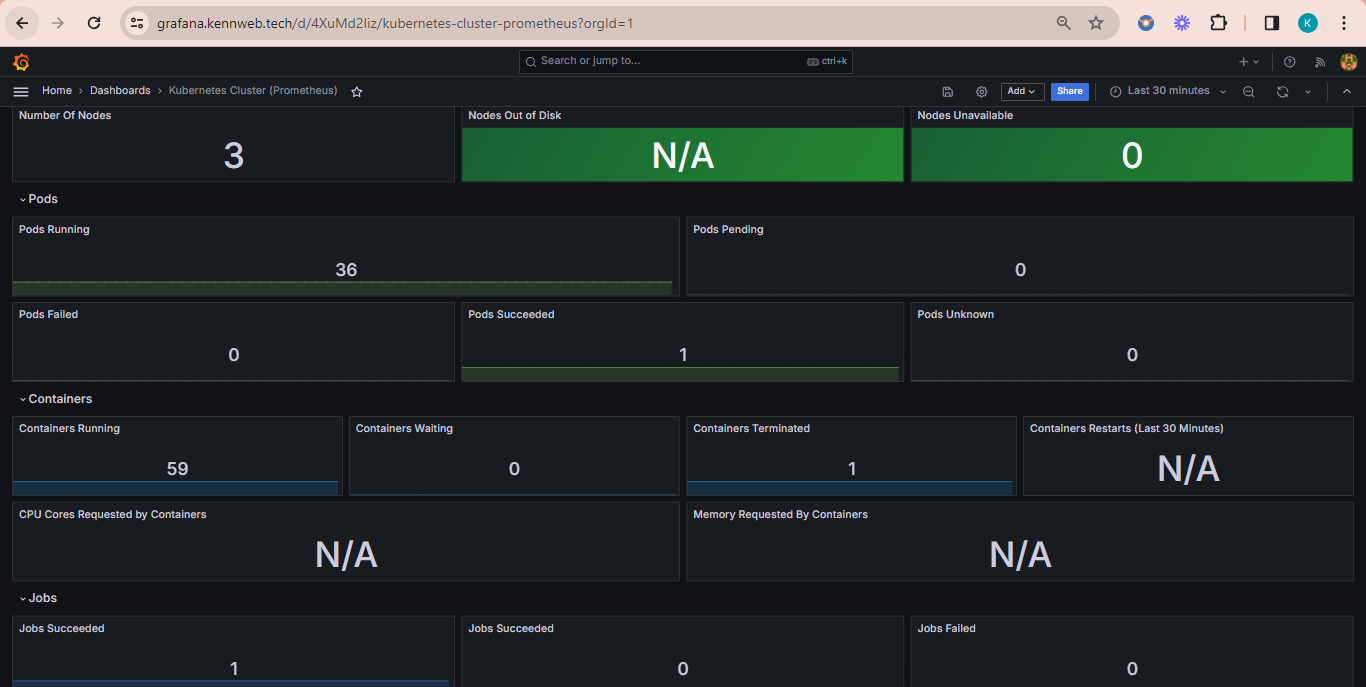 grafana.kennweb.tech/d/4XuMd2Iiz/kubernetes-cluster-prometheus?orgId=1
K
Search or jump to...
ctrl+k
Home › Dashboards › Kubernetes Cluster (Prometheus)
Add
Share
Last 30 minutes
Number Of Nodes
3
Nodes Out of Disk
N/A
Nodes Unavailable
0
Pods
Pods Running
36
Pods Pending
0
Pods Failed
0
Pods Succeeded
1
Pods Unknown
0
Containers
Containers Running
59
Containers Waiting
0
Containers Terminated
1
Containers Restarts (Last 30 Minutes)
N/A
CPU Cores Requested by Containers
N/A
Memory Requested By Containers
N/A
Jobs
Jobs Succeeded
1
Jobs Succeeded
0
Jobs Failed
0